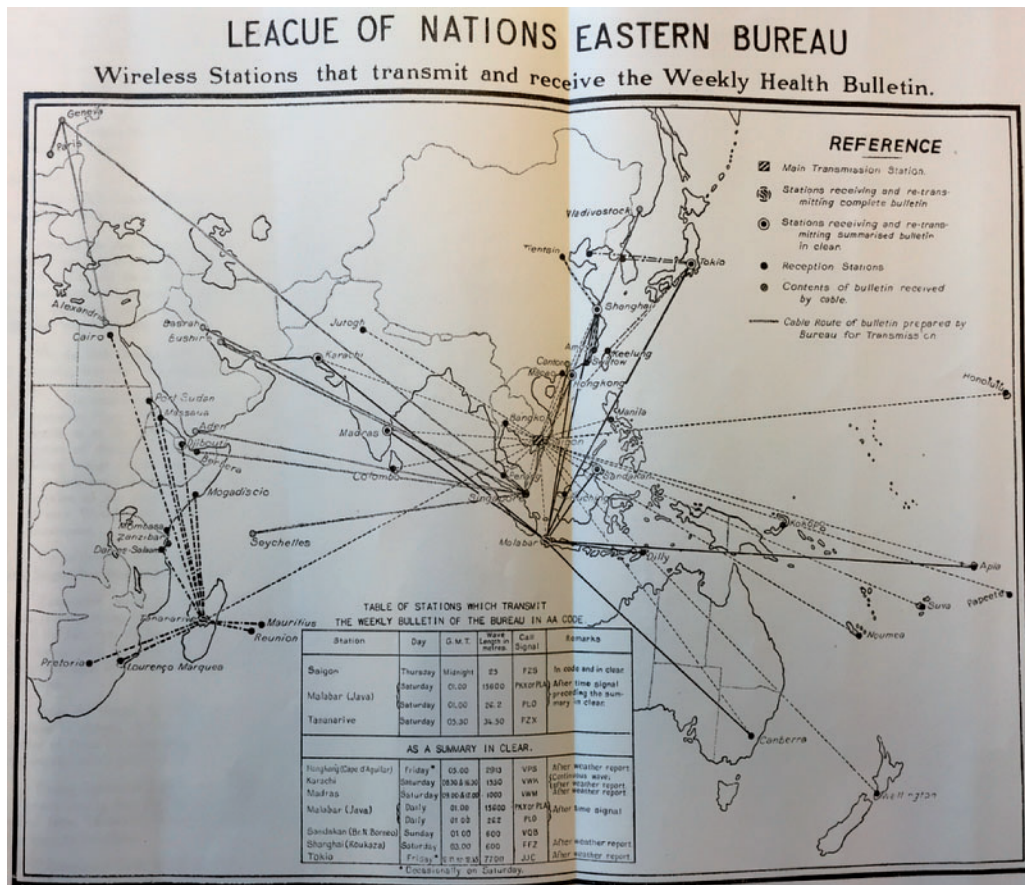 LEAGUE OF NATIONS EASTERN BUREAU
Wireless Stations that transmit and receive the Weekly Health Bulletin.
REFERENCE
Main Transmission Station.
Stations receiving and re-trans-
mitting complete bulletin
Stations receiving and re-trans-
mitting summarised bulletin
in clear.
Reception Stations
Contents of bulletin received
by cable.
Cable Route of bulletin prepared by
Bureau for Transmission
Geneva
Paris
Vladivostock
Tientsin
Tokio
Shanghai
Alexandria
Cairo
Basrah
Bushire
Jutogh
Karachi
Keelung
Canton
Macao
Hongkong
Honolulu
Port Sudan
Massaua
Aden
Djibouti
Berbera
Madras
Colombo
Bangkok
Manila
Saigon
Penang
Sandakan
Singapore
Kuching
Mogadiscio
Mombasa
Zanzibar
Dar-es-Salaam
Seychelles
Malabar
Dilly
Apia
Papeete
Suva
Noumea
Tananarive
Mauritius
Reunion
Pretoria
Lourenço Marques
Canberra
Wellington
TABLE OF STATIONS WHICH TRANSMIT
THE WEEKLY BULLETIN OF THE BUREAU IN AA CODE
Station Day G.M.T. Wave Length in metres. Call Signal Remarks
Saigon Thursday Midnight 25 FZS In code and in clear.
Malabar (Java) Saturday 01.00 15600 PKX or PLA After time signal preceding the summary in clear.
Saturday 01.00 26.2 PLO
Tananarive Saturday 03.30 34.50 FZX
AS A SUMMARY IN CLEAR.
Hongkong (Cape d'Aguilar) Friday* 05.00 2913 VPS After weather report
Karachi Saturday VWK Continuous wave; after weather report.
Madras Saturday VWM After weather report
Malabar (Java) Daily 01.00 15600 PKX or PLA After time signal
Daily 01.00 26.2 PLO
Sandakan (Br. N. Borneo) Sunday 01.00 600 VQB
Shanghai (Koukaza) Saturday 03.00 600 FFZ After weather report
Tokio Friday* 7700 JJC After weather report
* Occasionally on Saturday.